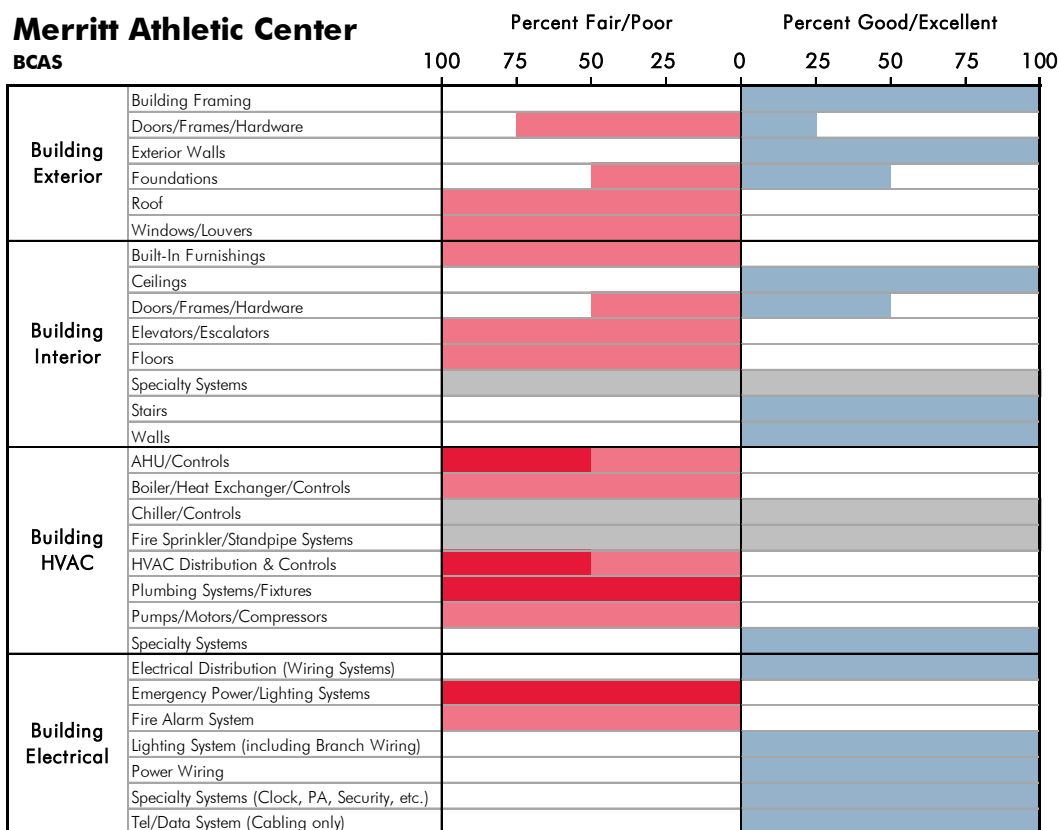 Merritt Athletic Center
BCAS
Percent Fair/Poor
Percent Good/Excellent
100 75 50 25 0 25 50 75 100
Building
Exterior
Building Framing
Doors/Frames/Hardware
Exterior Walls
Foundations
Roof
Windows/Louvers
Building
Interior
Built-In Furnishings
Ceilings
Doors/Frames/Hardware
Elevators/Escalators
Floors
Specialty Systems
Stairs
Walls
Building
HVAC
AHU/Controls
Boiler/Heat Exchanger/Controls
Chiller/Controls
Fire Sprinkler/Standpipe Systems
HVAC Distribution & Controls
Plumbing Systems/Fixtures
Pumps/Motors/Compressors
Specialty Systems
Building
Electrical
Electrical Distribution (Wiring Systems)
Emergency Power/Lighting Systems
Fire Alarm System
Lighting System (including Branch Wiring)
Power Wiring
Specialty Systems (Clock, PA, Security, etc.)
Tel/Data System (Cabling only)